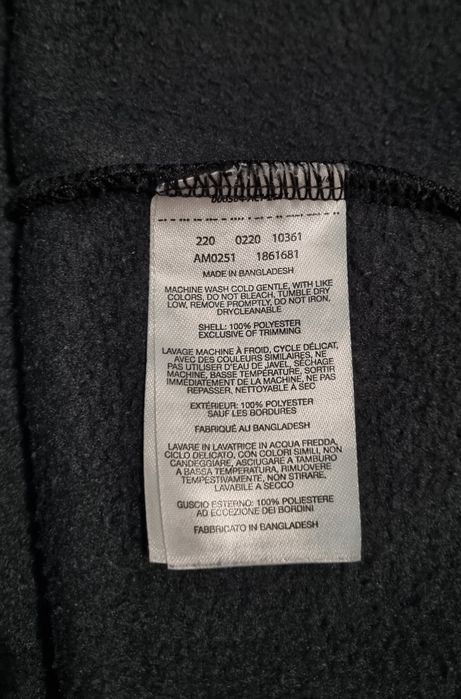 220 0220 10361
AM0251 1861681
MADE IN BANGLADESH
MACHINE WASH COLD GENTLE, WITH LIKE
COLORS, DO NOT BLEACH, TUMBLE DRY
LOW, REMOVE PROMPTLY, DO NOT IRON,
DRYCLEANABLE
SHELL: 100% POLYESTER
EXCLUSIVE OF TRIMMING
LAVAGE MACHINE À FROID, CYCLE DÉLICAT,
AVEC DES COULEURS SIMILAIRES, NE
PAS UTILISER D'EAU DE JAVEL, SÉCHAGE
MACHINE, BASSE TEMPÉRATURE, SORTIR
IMMÉDIATEMENT DE LA MACHINE, NE PAS
REPASSER, NETTOYABLE À SEC
EXTÉRIEUR: 100% POLYESTER
SAUF LES BORDURES
FABRIQUÉ AU BANGLADESH
LAVARE IN LAVATRICE IN ACQUA FREDDA,
CICLO DELICATO, CON COLORI SIMILI, NON
CANDEGGIARE, ASCIUGARE A TAMBURO
A BASSA TEMPERATURA, RIMUOVERE
TEMPESTIVAMENTE, NON STIRARE,
LAVABILE A SECCO
GUSCIO ESTERNO: 100% POLIESTERE
AD ECCEZIONE DEI BORDINI
FABBRICATO IN BANGLADESH